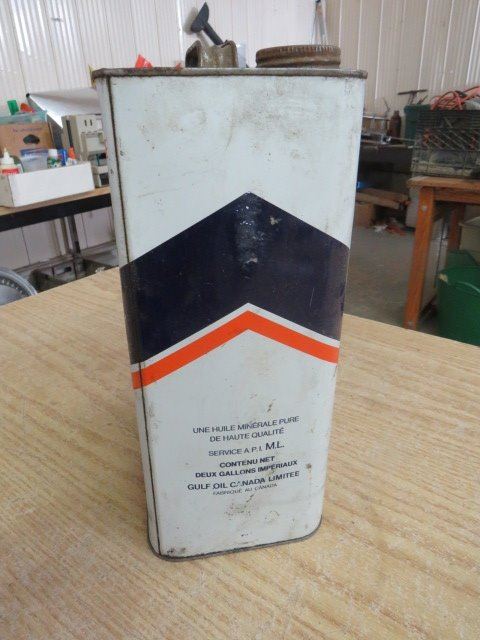 UNE HUILE MINÉRALE PURE
DE HAUTE QUALITÉ
SERVICE A.P.I. M.L.
CONTENU NET
DEUX GALLONS IMPÉRIAUX
GULF OIL CANADA LIMITÉE
FABRIQUÉ AU CANADA